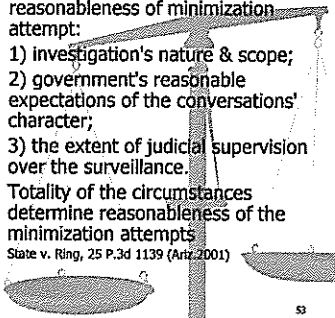 reasonableness of minimization
attempt:
1) investigation's nature & scope;
2) government's reasonable
expectations of the conversations'
character;
3) the extent of judicial supervision
over the surveillance.
Totality of the circumstances
determine reasonableness of the
minimization attempts
State v. Ring, 25 P.3d 1139 (Ariz.2001)
53